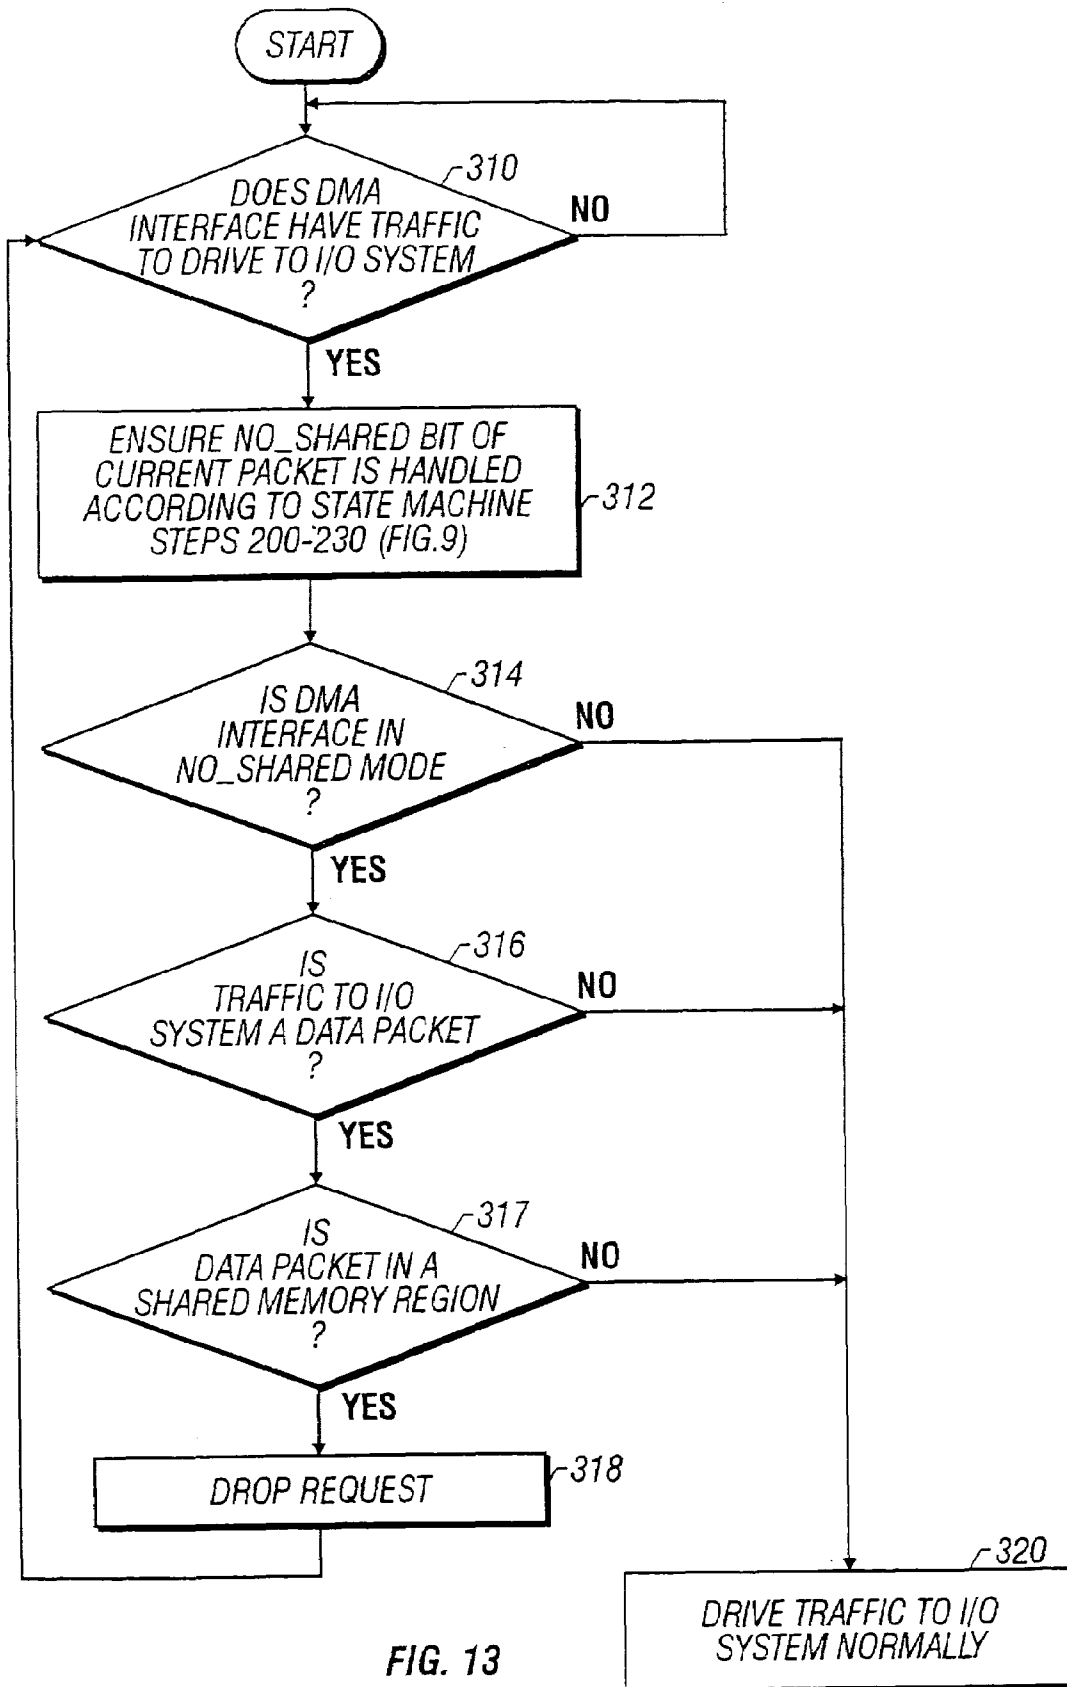 START
310
DOES DMA
INTERFACE HAVE TRAFFIC
TO DRIVE TO I/O SYSTEM
?
NO
YES
ENSURE NO_SHARED BIT OF
CURRENT PACKET IS HANDLED
ACCORDING TO STATE MACHINE
STEPS 200-230 (FIG.9)
312
314
IS DMA
INTERFACE IN
NO_SHARED MODE
?
NO
YES
316
IS
TRAFFIC TO I/O
SYSTEM A DATA PACKET
?
NO
YES
317
IS
DATA PACKET IN A
SHARED MEMORY REGION
?
NO
YES
DROP REQUEST
318
320
DRIVE TRAFFIC TO I/O
SYSTEM NORMALLY
FIG. 13